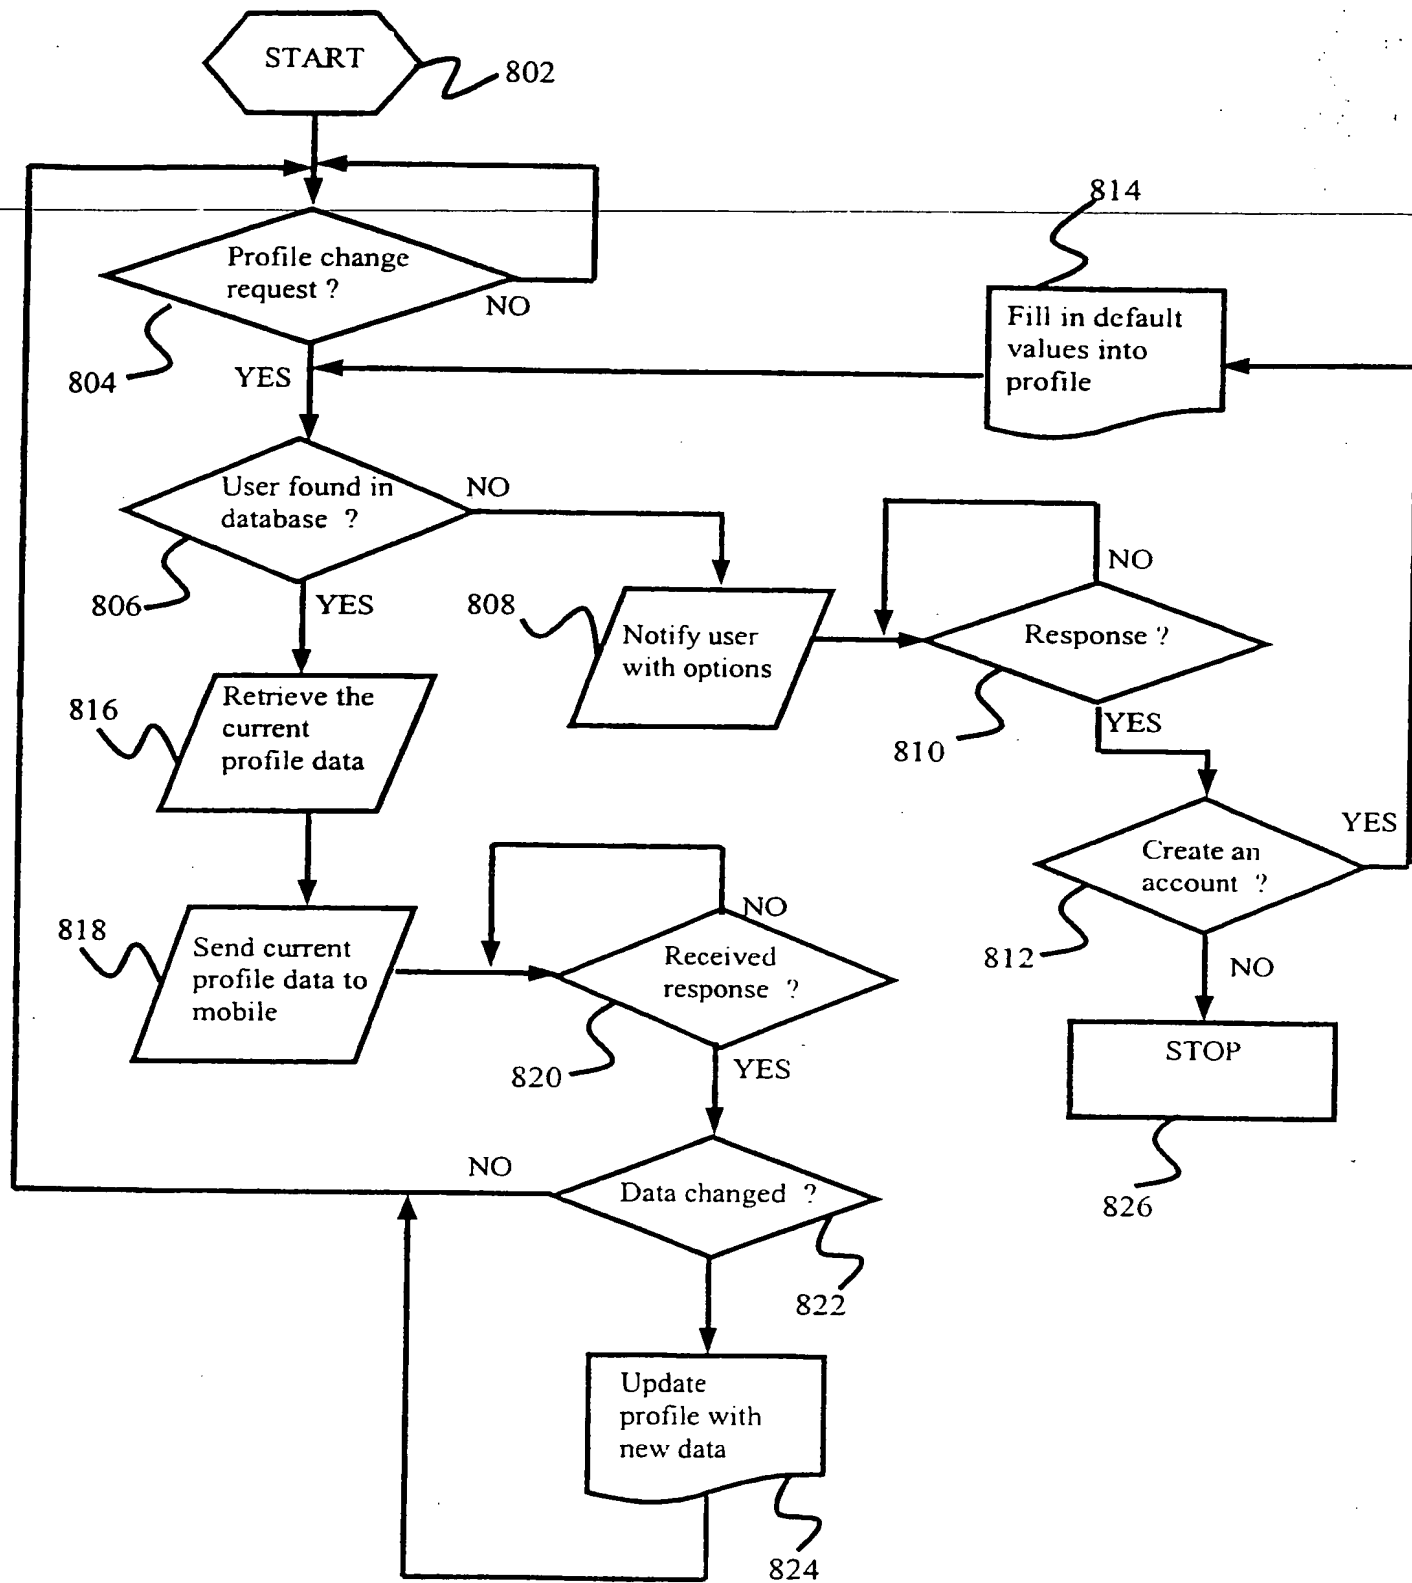 START
802
814
Profile change
request ?
NO
804
YES
Fill in default
values into
profile
User found in
database ?
NO
806
YES
808
Notify user
with options
NO
Response ?
810
YES
816
Retrieve the
current
profile data
Create an
account ?
YES
812
NO
818
Send current
profile data to
mobile
NO
Received
response ?
820
YES
STOP
826
NO
Data changed ?
822
Update
profile with
new data
824